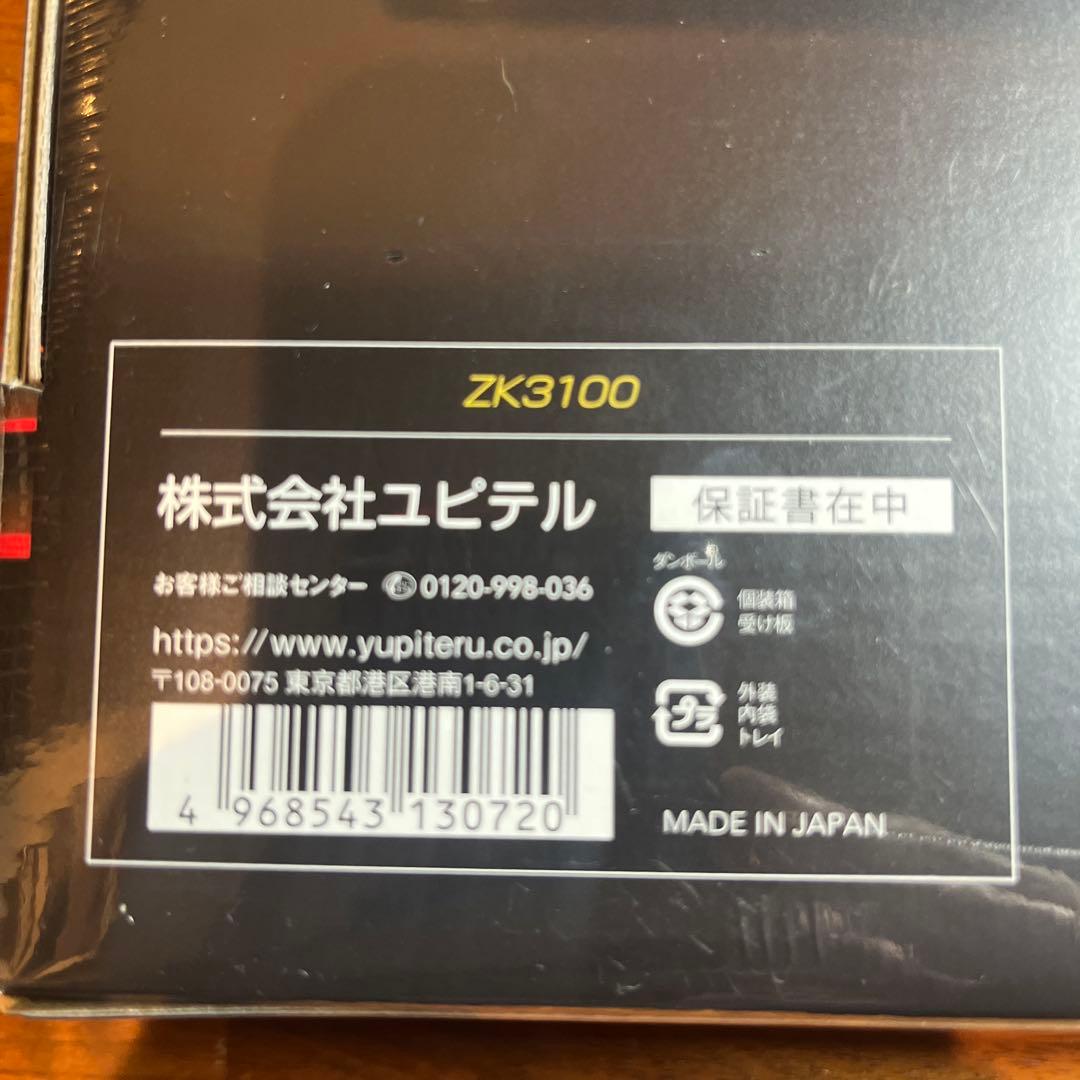 ZK3100
株式会社ユピテル
保証書在中
お客様ご相談センター 0120-998-036
https://www.yupiteru.co.jp/
〒108-0075 東京都港区港南1-6-31
4 968543 130720
ダンボール
個装箱
受け板
プラ
外装
内袋
トレイ
MADE IN JAPAN